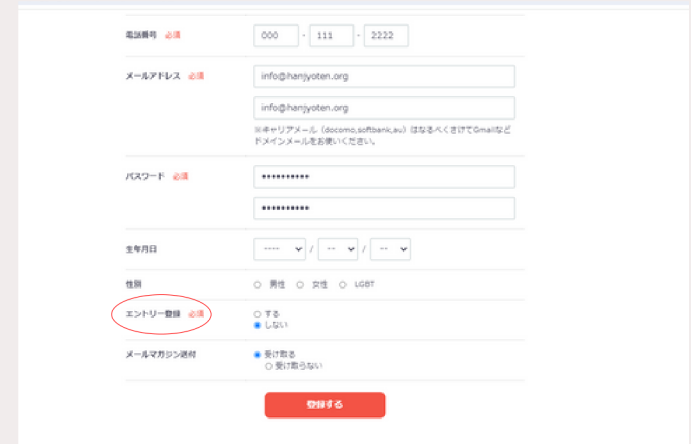 電話番号 必須 000 - 111 - 2222
メールアドレス 必須 info@hanjyoten.org
info@hanjyoten.org
※キャリアメール（docomo,softbank,au）はなるべくさけてGmailなど
ドメインメールをお使いください。
パスワード 必須 **********
**********
生年月日 ---- / -- / --
性別 男性 女性 LGBT
エントリー登録 必須 する
しない
メールマガジン送付 受け取る
受け取らない
登録する